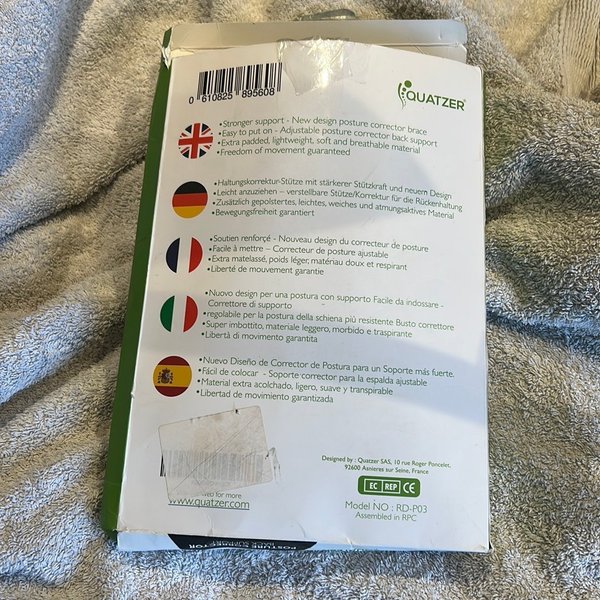 0 610825 895608
QUATZER®
• Stronger support - New design posture corrector brace
• Easy to put on - Adjustable posture corrector back support
• Extra padded, lightweight, soft and breathable material
• Freedom of movement guaranteed
• Haltungskorrektur-Stütze mit stärkerer Stützkraft und neuem Design
• Leicht anzuziehen – verstellbare Stütze/Korrektur für die Rückenhaltung
• Zusätzlich gepolstertes, leichtes, weiches und atmungsaktives Material
• Bewegungsfreiheit garantiert
• Soutien renforçé - Nouveau design du correcteur de posture
• Facile à mettre – Correcteur de posture ajustable
• Extra matelassé, poids léger, matériau doux et respirant
• Liberté de mouvement garantie
• Nuovo design per una postura con supporto Facile da indossare -
Correttore di supporto
• regolabile per la postura della schiena più resistente Busto correttore
• Super imbottito, materiale leggero, morbido e traspirante
• Libertà di movimento garantita
• Nuevo Diseño de Corrector de Postura para un Soporte más fuerte.
• Fácil de colocar - Soporte corrector para la espalda ajustable
• Material extra acolchado, ligero, suave y transpirable
• Libertad de movimiento garantizada
Designed by : Quatzer SAS, 10 rue Roger Poncelet,
92600 Asnieres sur Seine, France
EC REP CE
for more
www.quatzer.com
Model NO : RD-P03
Assembled in RPC
POSTURE CORRECTOR
BACK SUPPORT